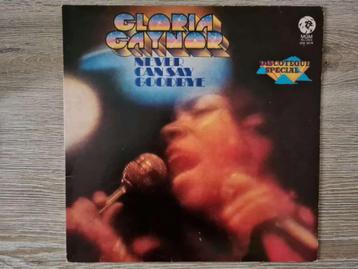 GLORIA
GAYNOR
NEVER
CAN SAY
GOODBYE
MGM
DISCOTEQUE
SPECIAL